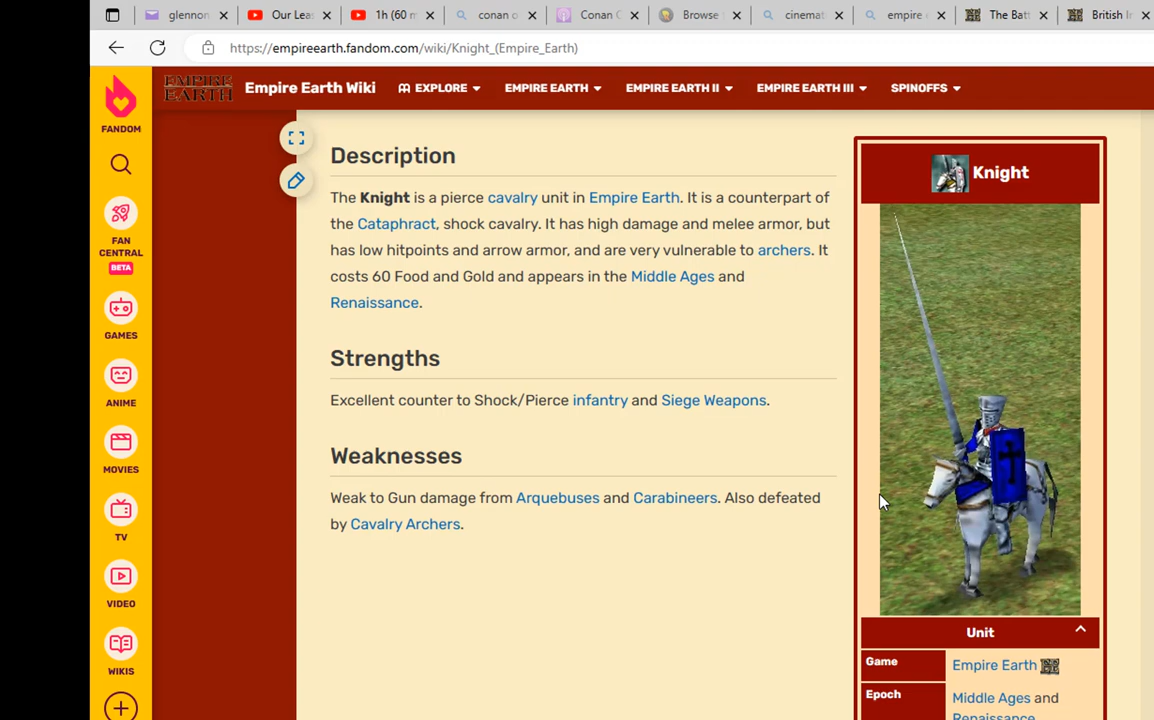 glennon
Our Lea
1h (60 m
conan o
Conan C
Browse
cinemat
empire
The Batt
British I
https://empireearth.fandom.com/wiki/Knight_(Empire_Earth)
EMPIRE EARTH
Empire Earth Wiki
EXPLORE
EMPIRE EARTH
EMPIRE EARTH II
EMPIRE EARTH III
SPINOFFS
FANDOM
FAN CENTRAL
BETA
GAMES
ANIME
MOVIES
TV
VIDEO
WIKIS
Description
The Knight is a pierce cavalry unit in Empire Earth. It is a counterpart of
the Cataphract, shock cavalry. It has high damage and melee armor, but
has low hitpoints and arrow armor, and are very vulnerable to archers. It
costs 60 Food and Gold and appears in the Middle Ages and
Renaissance.
Strengths
Excellent counter to Shock/Pierce infantry and Siege Weapons.
Weaknesses
Weak to Gun damage from Arquebuses and Carabineers. Also defeated
by Cavalry Archers.
Knight
Unit
Game
Empire Earth
Epoch
Middle Ages and
Renaissance